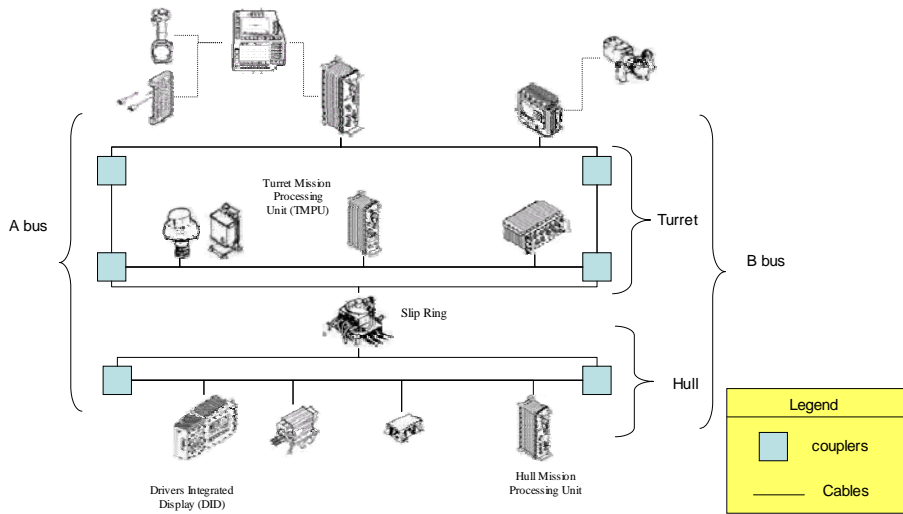 Turret Mission
Processing
Unit (TMPU)
A bus
Turret
B bus
Slip Ring
Hull
Legend
couplers
Cables
Drivers Integrated
Display (DID)
Hull Mission
Processing Unit